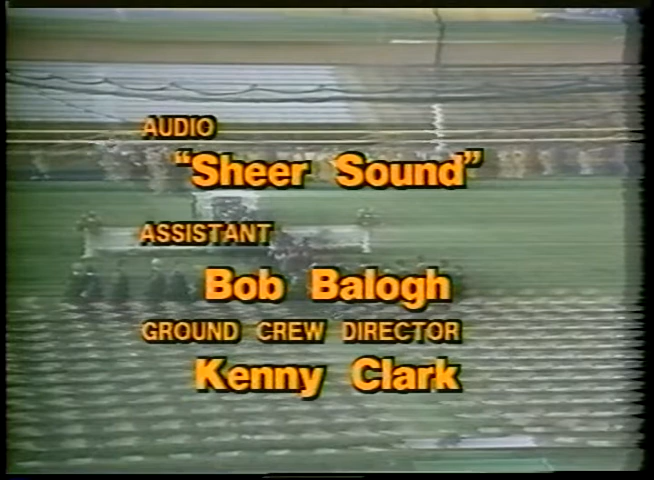 AUDIO
"Sheer Sound"
ASSISTANT
Bob Balogh
GROUND CREW DIRECTOR
Kenny Clark